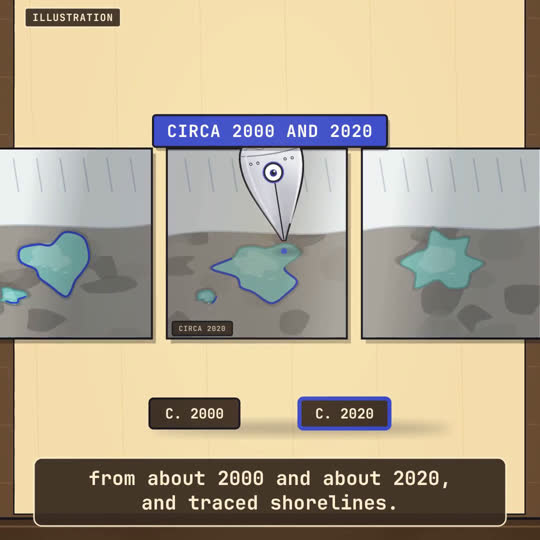 ILLUSTRATION
CIRCA 2000 AND 2020
CIRCA 2020
C. 2000
C. 2020
from about 2000 and about 2020,
and traced shorelines.